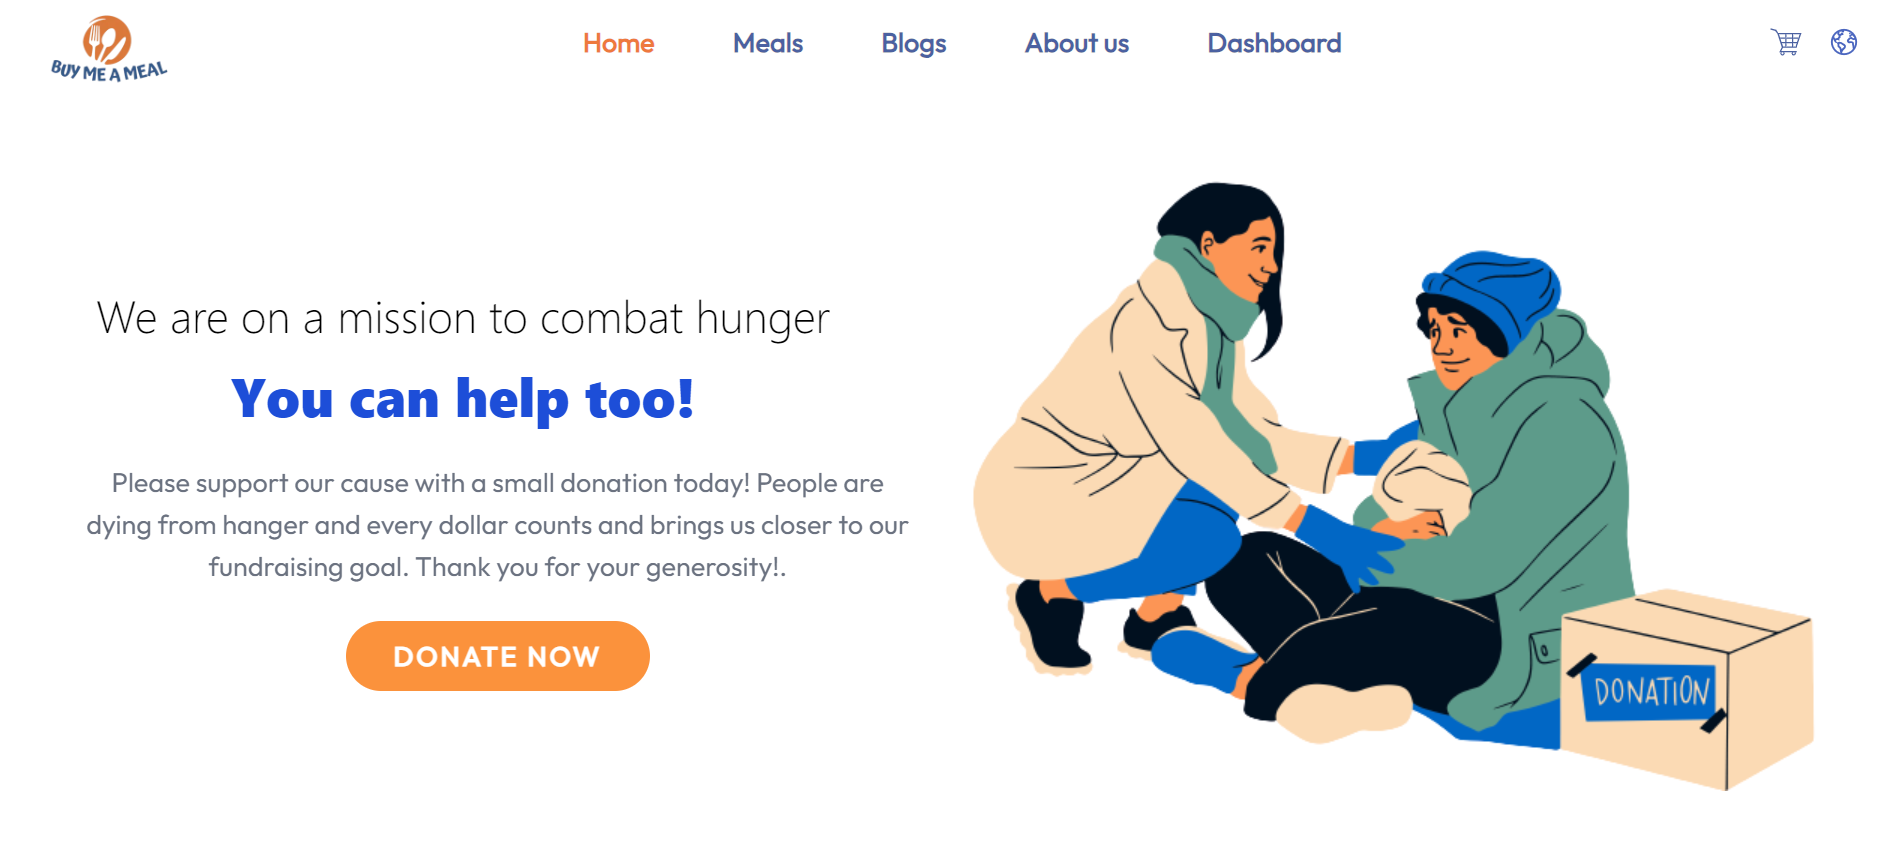 BUY ME A MEAL
Home
Meals
Blogs
About us
Dashboard
We are on a mission to combat hunger
You can help too!
Please support our cause with a small donation today! People are
dying from hanger and every dollar counts and brings us closer to our
fundraising goal. Thank you for your generosity!.
DONATE NOW
DONATION